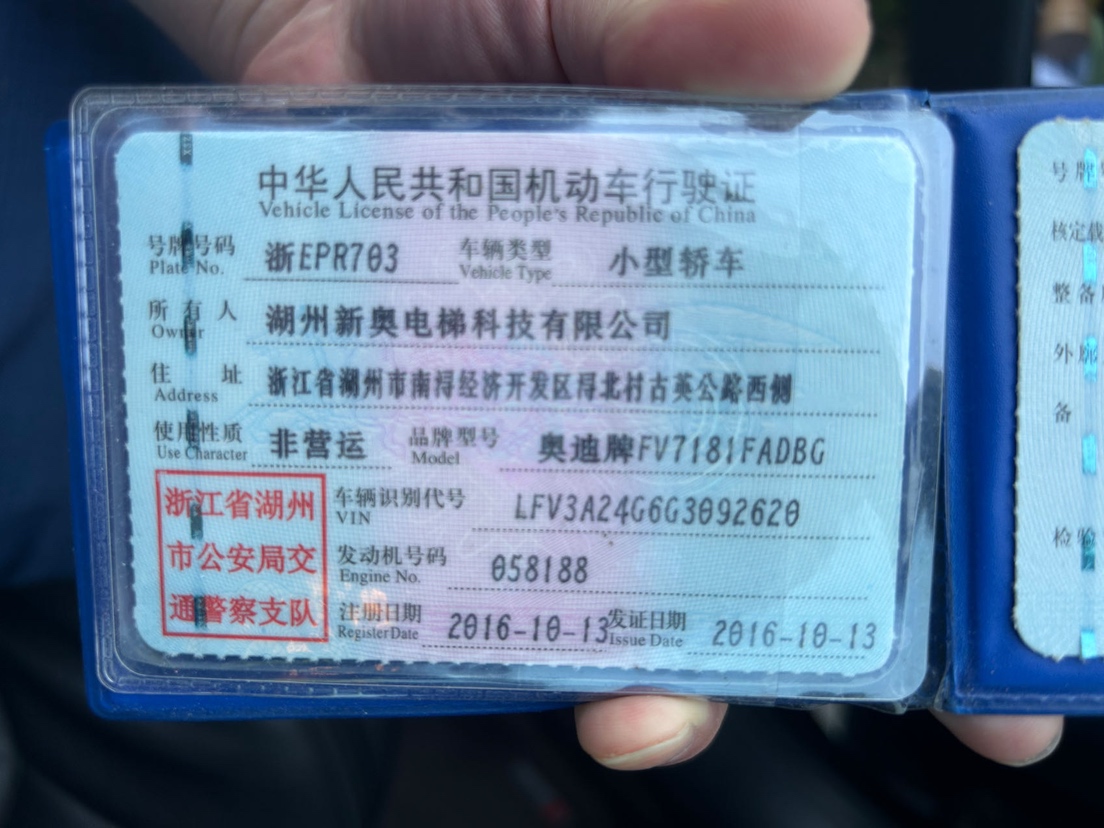 中华人民共和国机动车行驶证
Vehicle License of the People's Republic of China
号牌号码 浙EPR703 车辆类型 小型轿车
Plate No. Vehicle Type
所有人 湖州新奥电梯科技有限公司
Owner
住址 浙江省湖州市南浔经济开发区浔北村古英公路西侧
Address
使用性质 非营运 品牌型号 奥迪牌FV7181FADBG
Use Character Model
浙江省湖州
市公安局交
通警察支队
车辆识别代号 LFV3A24G6G3092620
VIN
发动机号码 058188
Engine No.
注册日期 2016-10-13 发证日期 2016-10-13
Register Date Issue Date
号牌
核定载
整备
外廓
备
检验